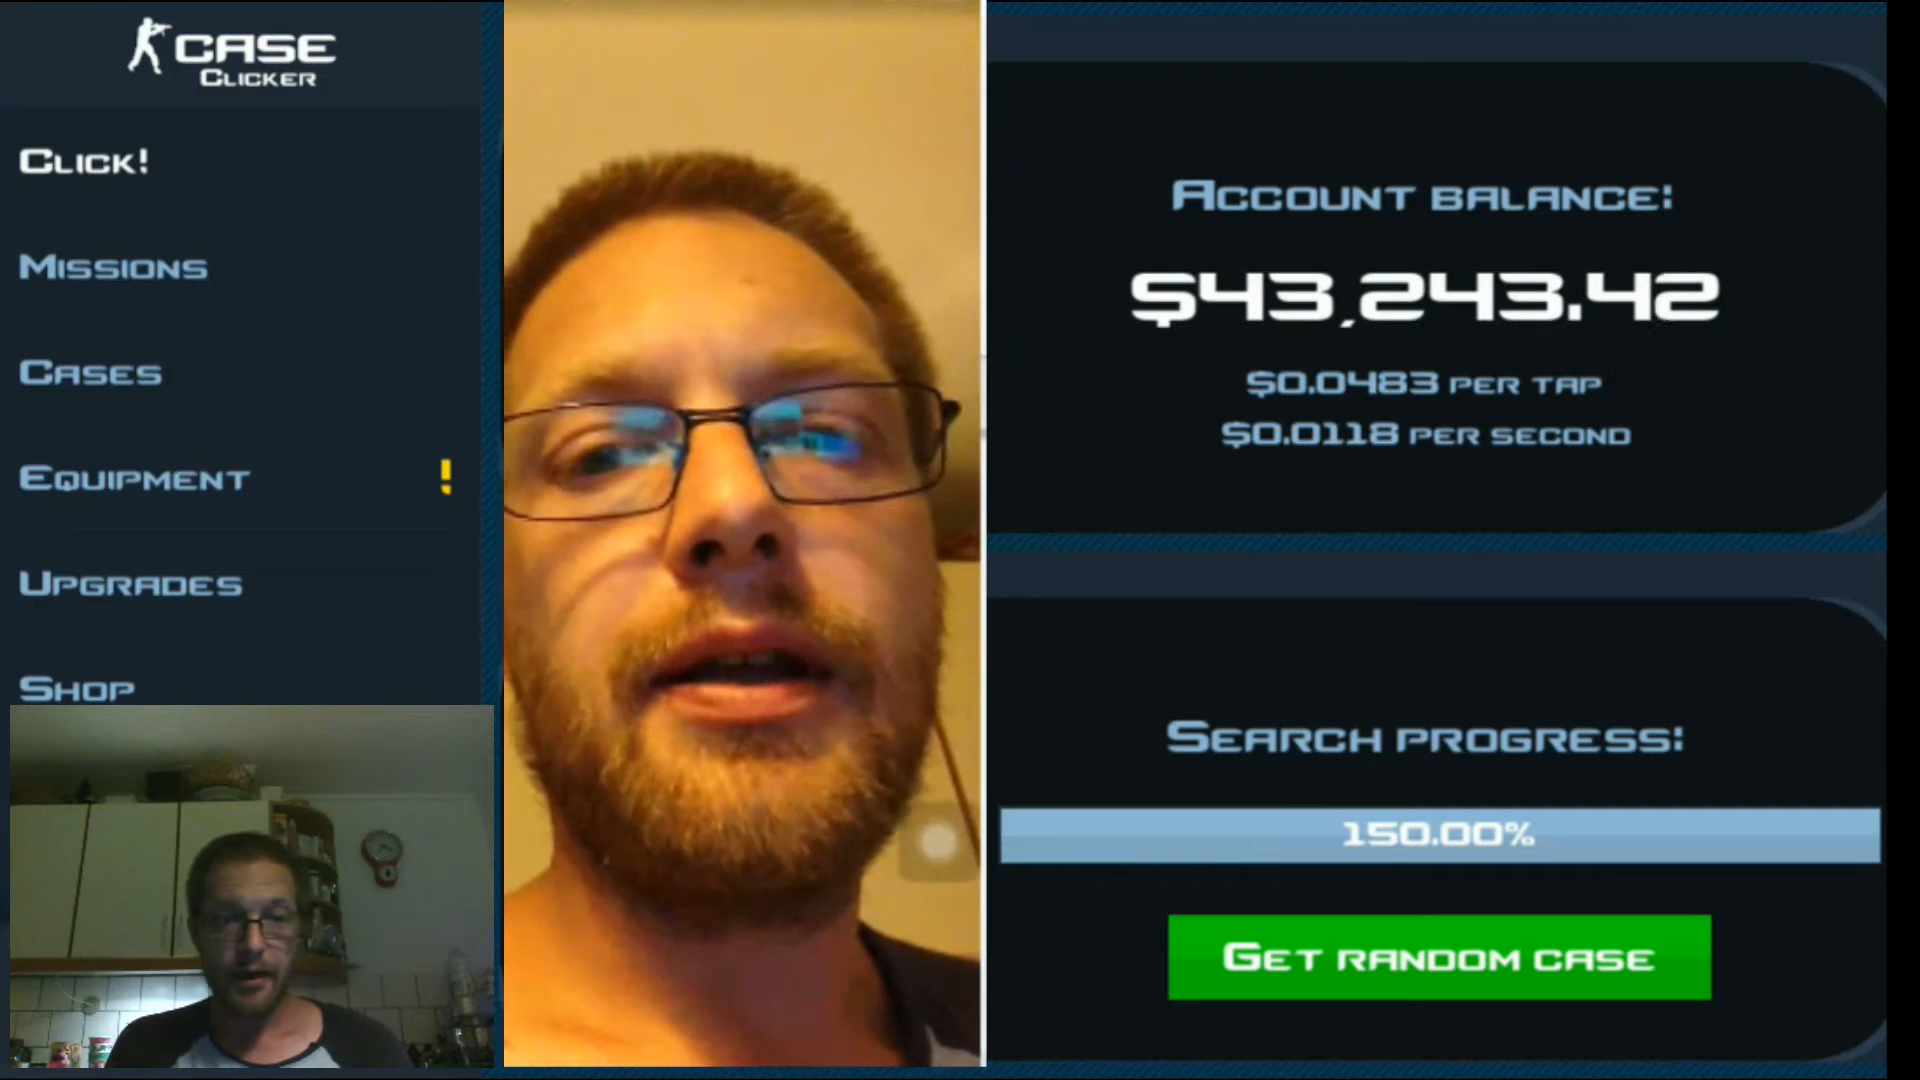 CASE
CLICKER
CLICK!
MISSIONS
CASES
EQUIPMENT !
UPGRADES
SHOP
ACCOUNT BALANCE:
$43,243.42
$0.0483 PER TAP
$0.0118 PER SECOND
SEARCH PROGRESS:
150.00%
GET RANDOM CASE